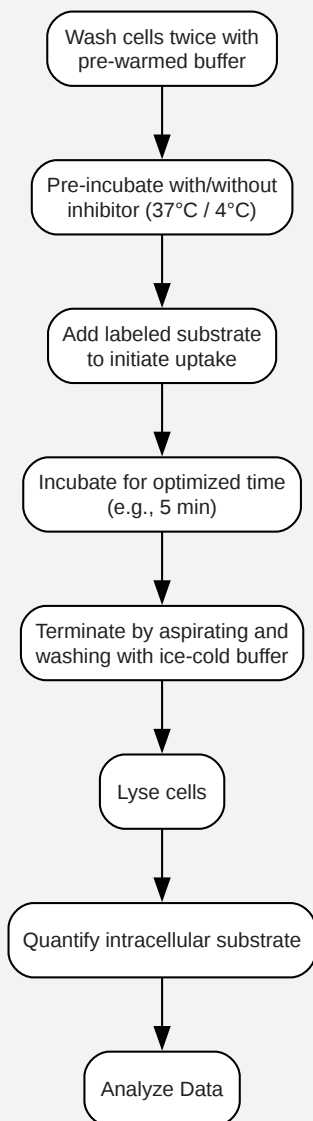 Wash cells twice with
pre-warmed buffer
Pre-incubate with/without
inhibitor (37°C / 4°C)
Add labeled substrate
to initiate uptake
Incubate for optimized time
(e.g., 5 min)
Terminate by aspirating and
washing with ice-cold buffer
Lyse cells
Quantify intracellular substrate
Analyze Data